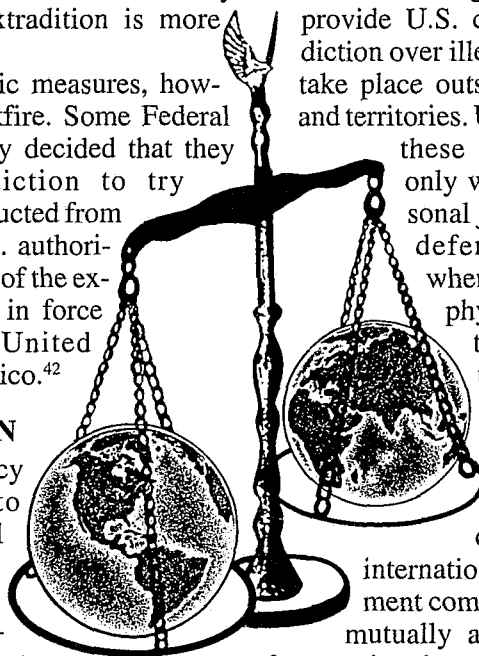 xtradition is more
ic measures, how-
fire. Some Federal
y decided that they
iction to try
ucted from
. authori-
of the ex-
in force
United
ico.42
N
cy
to
provide U.S. c
diction over ille
take place outs
and territories. U
these
only w
sonal j
defen
when
phy
t
internatio
ment com
mutually a